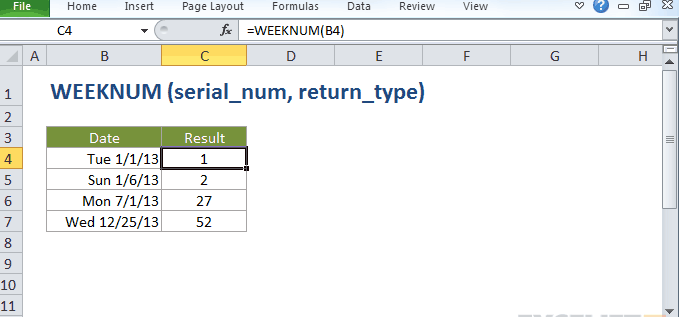 File Home Insert Page Layout Formulas Data Review View
C4 fx =WEEKNUM(B4)
A B C D E F G H
1 WEEKNUM (serial_num, return_type)
2
3 Date Result
4 Tue 1/1/13 1
5 Sun 1/6/13 2
6 Mon 7/1/13 27
7 Wed 12/25/13 52
8
9
10
11